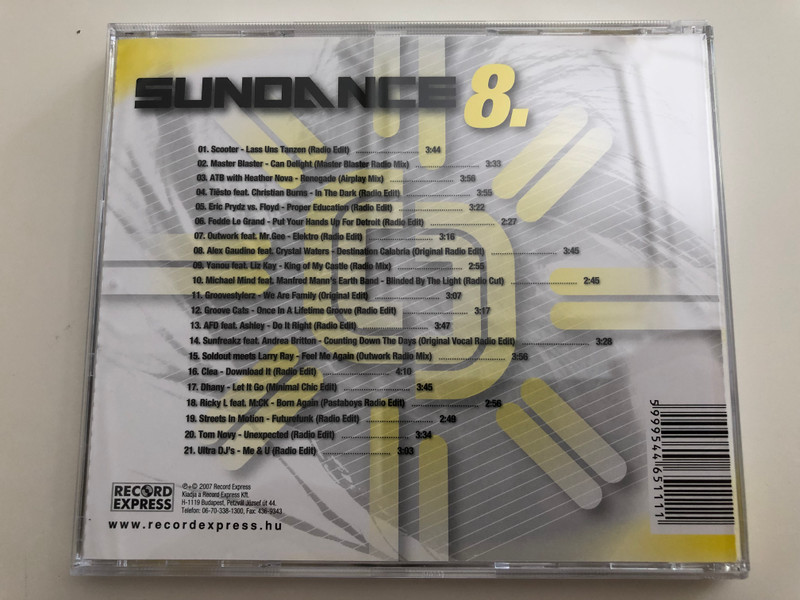 SUNDANCE 8.
01. Scooter - Lass Uns Tanzen (Radio Edit) 3:44
02. Master Blaster - Can Delight (Master Blaster Radio Mix) 3:33
03. ATB with Heather Nova - Renegade (Airplay Mix) 3:56
04. Tiësto feat. Christian Burns - In The Dark (Radio Edit) 3:55
05. Eric Prydz vs. Floyd - Proper Education (Radio Edit) 3:22
06. Fedde Le Grand - Put Your Hands Up For Detroit (Radio Edit) 2:27
07. Outwork feat. Mr.Gee - Elektro (Radio Edit) 3:16
08. Alex Gaudino feat. Crystal Waters - Destination Calabria (Original Radio Edit) 3:45
09. Yanou feat. Liz Kay - King of My Castle (Radio Mix) 2:55
10. Michael Mind feat. Manfred Mann's Earth Band - Blinded By The Light (Radio Cut) 2:45
11. Groovestylerz - We Are Family (Original Edit) 3:07
12. Groove Cats - Once In A Lifetime Groove (Radio Edit) 3:17
13. AFD feat. Ashley - Do It Right (Radio Edit) 3:47
14. Sunfreakz feat. Andrea Britton - Counting Down The Days (Original Vocal Radio Edit) 3:28
15. Soldout meets Larry Ray - Feel Me Again (Outwork Radio Mix) 3:56
16. Clea - Download It (Radio Edit) 4:10
17. Dhany - Let It Go (Minimal Chic Edit) 3:45
18. Ricky L feat. M:CK - Born Again (Pastaboys Radio Edit) 2:56
19. Streets In Motion - Futurefunk (Radio Edit) 2:40
20. Tom Novy - Unexpected (Radio Edit) 3:34
21. Ultra DJ's - Me & U (Radio Edit) 3:03
RECORD EXPRESS
℗+© 2007 Record Express
Kiadja a Record Express Kft.
H-1119 Budapest, Petzvál József út 44.
Telefon: 06-70-338-1300, Fax: 436-9343
www.recordexpress.hu
5999544651111